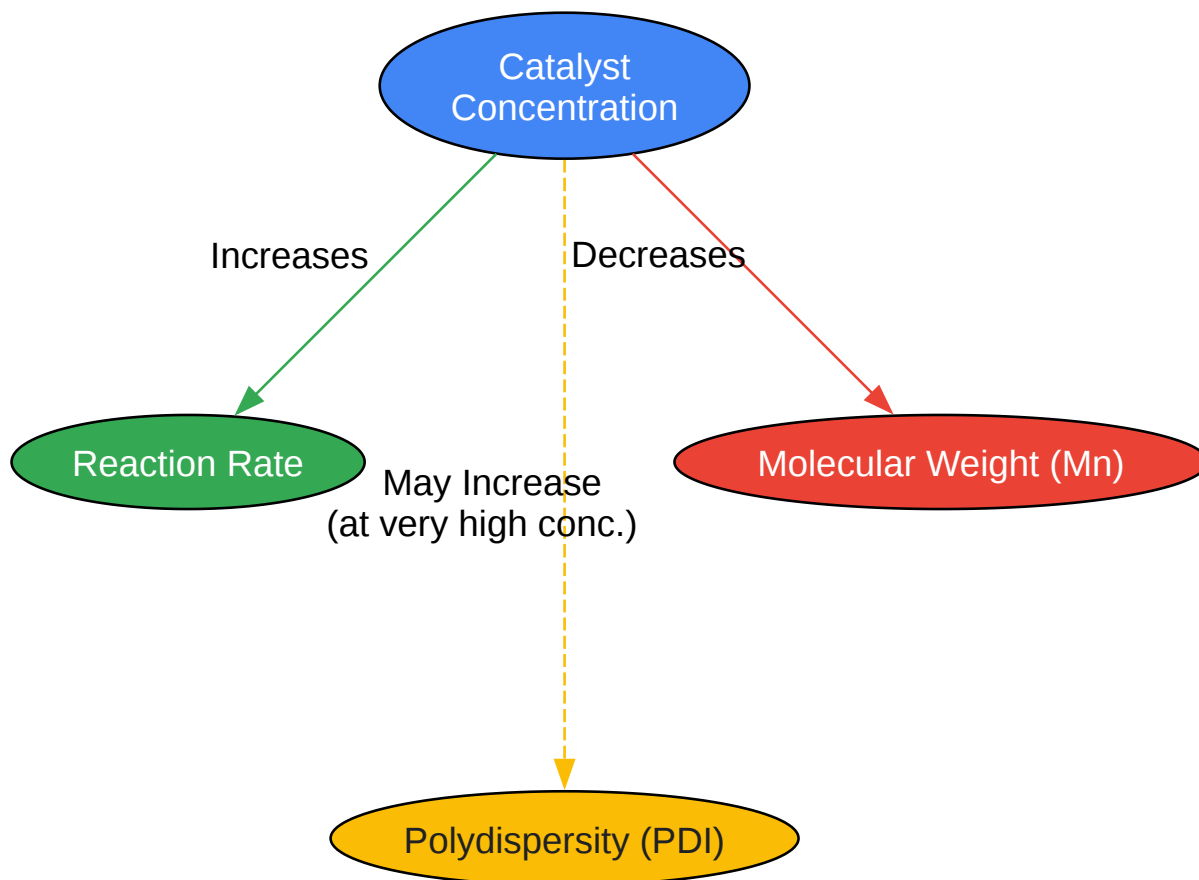 Catalyst
Concentration
Increases
Decreases
Reaction Rate
Molecular Weight (Mn)
May Increase
(at very high conc.)
Polydispersity (PDI)